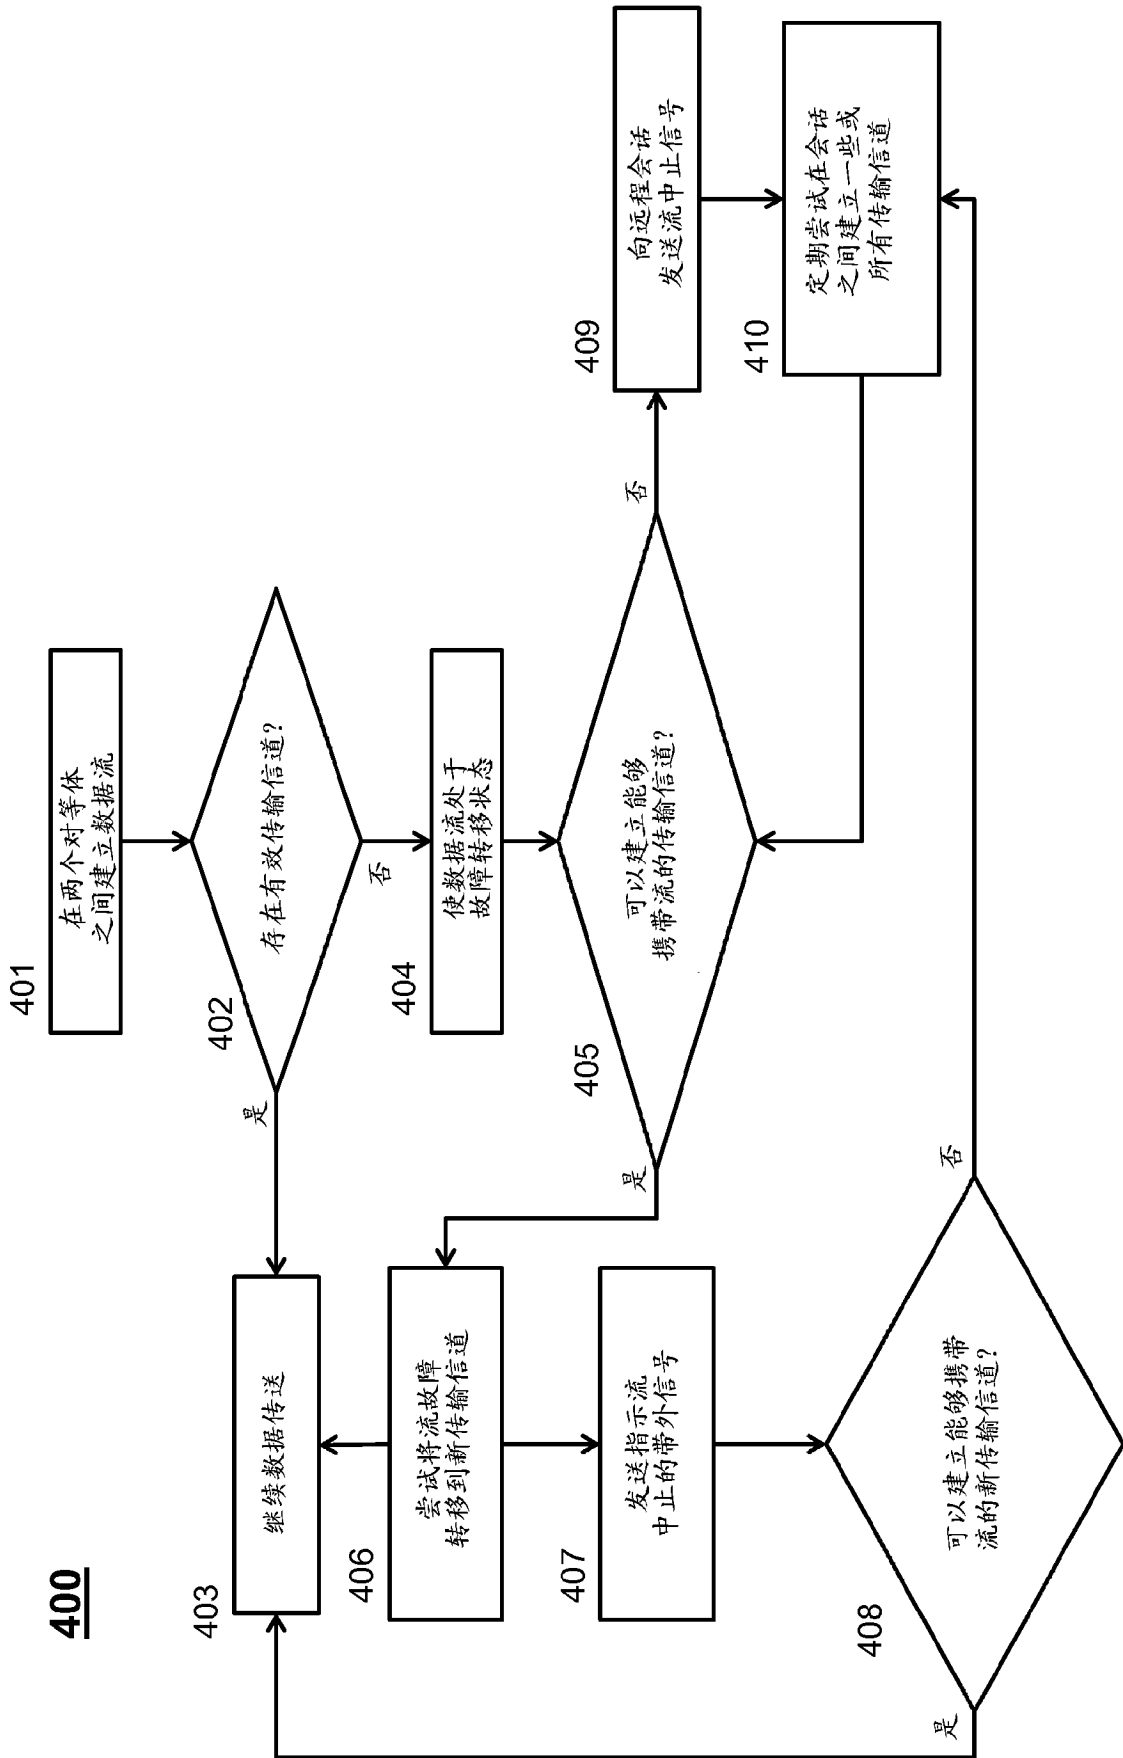 400
401
在两个对等体
之间建立数据流
402
存在有效传输信道?
是
否
403
继续数据传送
404
使数据流处于
故障转移状态
405
可以建立能够
携带流的传输信道?
是
否
406
尝试将流故障
转移到新传输信道
407
发送指示流
中止的带外信号
408
可以建立能够携带
流的新传输信道?
是
否
409
向远程会话
发送流中止信号
410
定期尝试在会话
之间建立一些或
所有传输信道